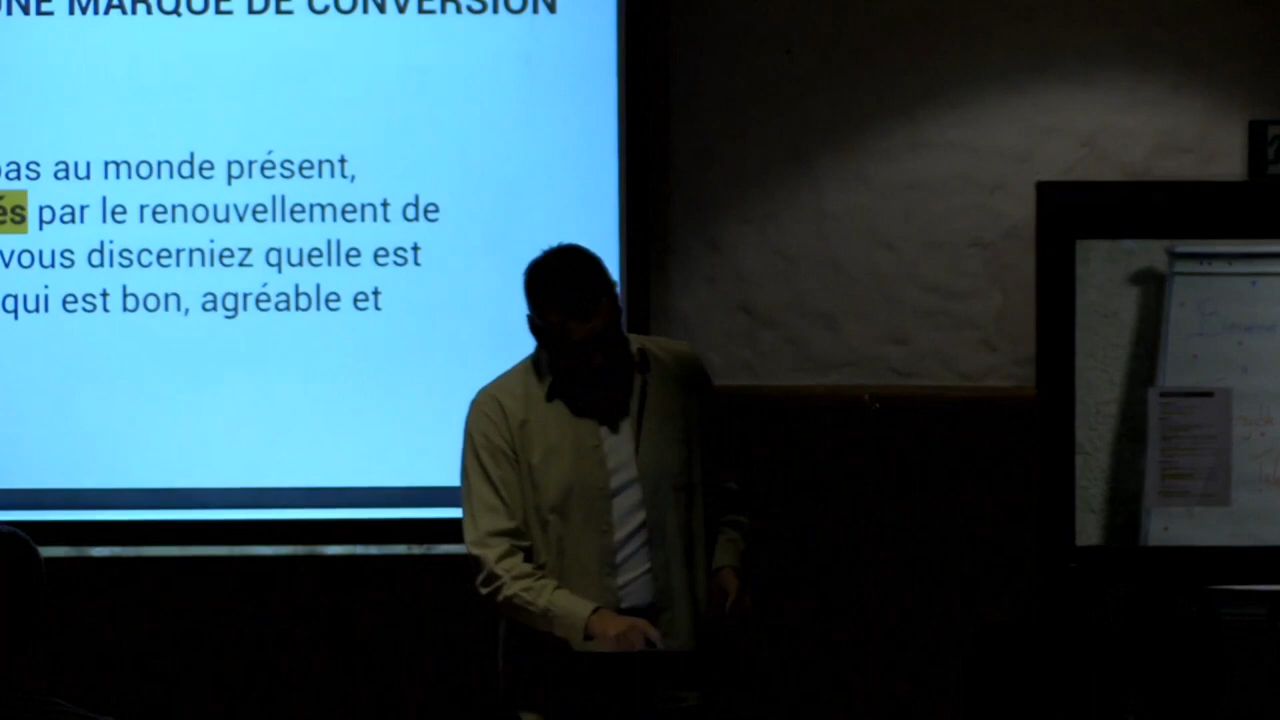 UNE MARQUE DE CONVERSION
pas au monde présent,
és par le renouvellement de
vous discerniez quelle est
qui est bon, agréable et